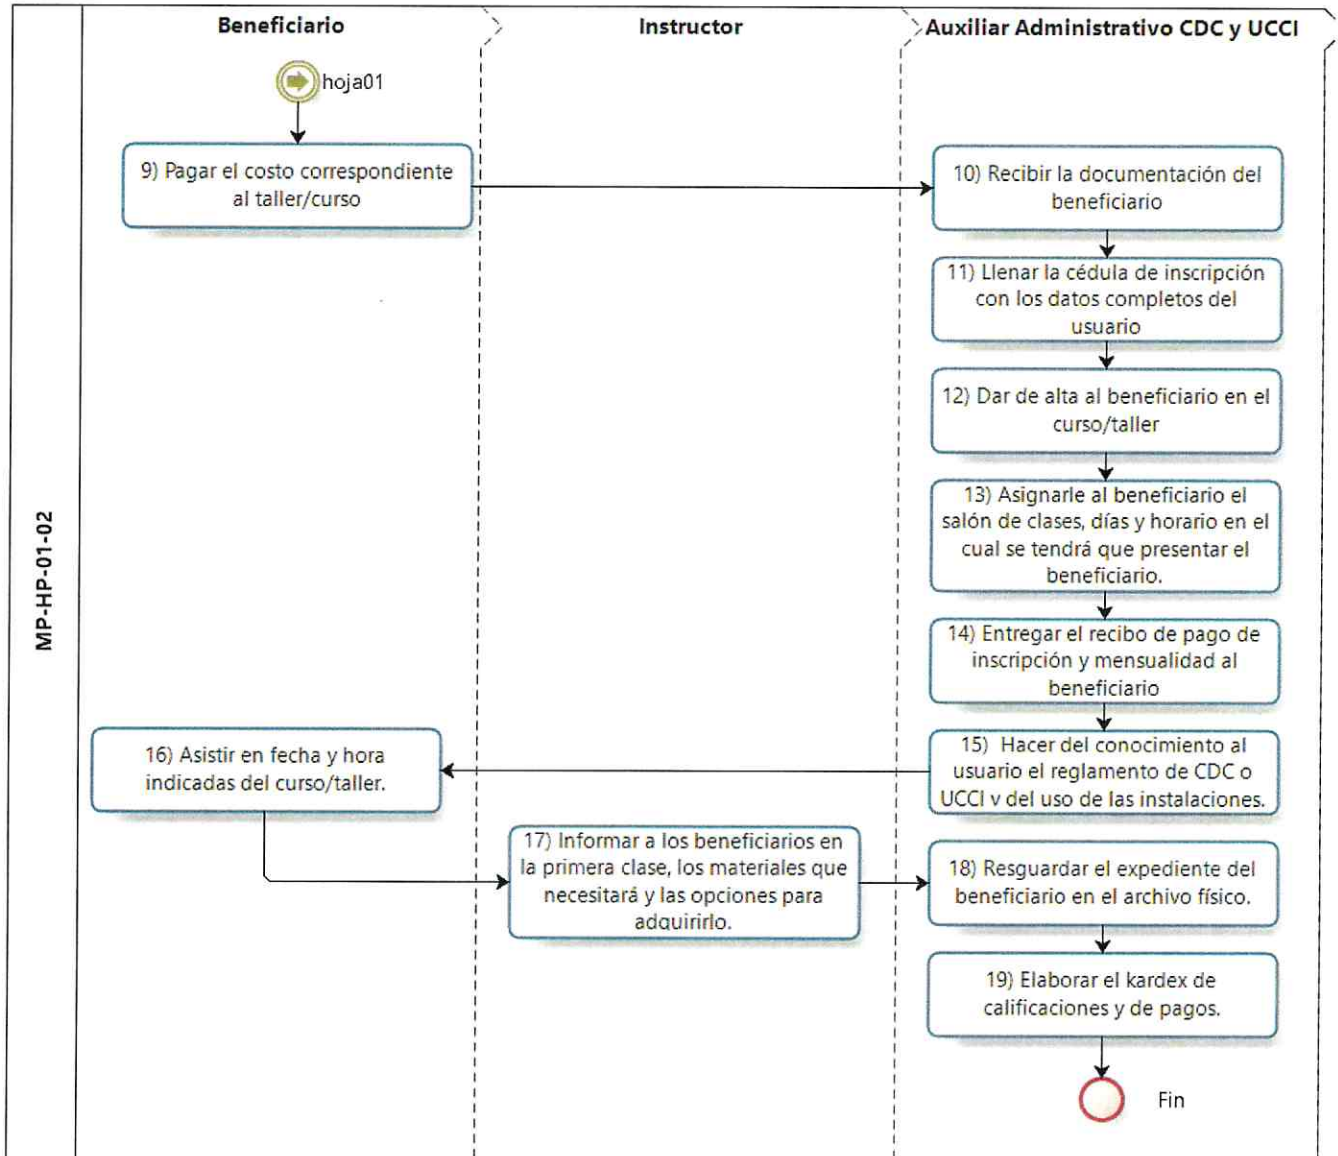 Beneficiario
Instructor
Auxiliar Administrativo CDC y UCCI
MP-HP-01-02
hoja01
9) Pagar el costo correspondiente
al taller/curso
10) Recibir la documentación del
beneficiario
11) Llenar la cédula de inscripción
con los datos completos del
usuario
12) Dar de alta al beneficiario en el
curso/taller
13) Asignarle al beneficiario el
salón de clases, días y horario en el
cual se tendrá que presentar el
beneficiario.
14) Entregar el recibo de pago de
inscripción y mensualidad al
beneficiario
15) Hacer del conocimiento al
usuario el reglamento de CDC o
UCCI y del uso de las instalaciones.
16) Asistir en fecha y hora
indicadas del curso/taller.
17) Informar a los beneficiarios en
la primera clase, los materiales que
necesitará y las opciones para
adquirirlo.
18) Resguardar el expediente del
beneficiario en el archivo físico.
19) Elaborar el kardex de
calificaciones y de pagos.
Fin